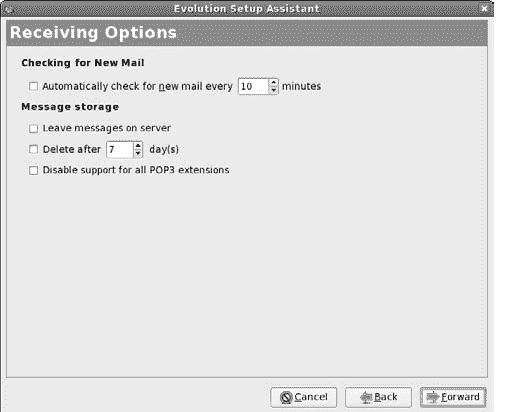 Evolution Setup Assistant
Receiving Options
Checking for New Mail
Automatically check for new mail every 10 minutes
Message storage
Leave messages on server
Delete after 7 day(s)
Disable support for all POP3 extensions
Cancel Back Forward